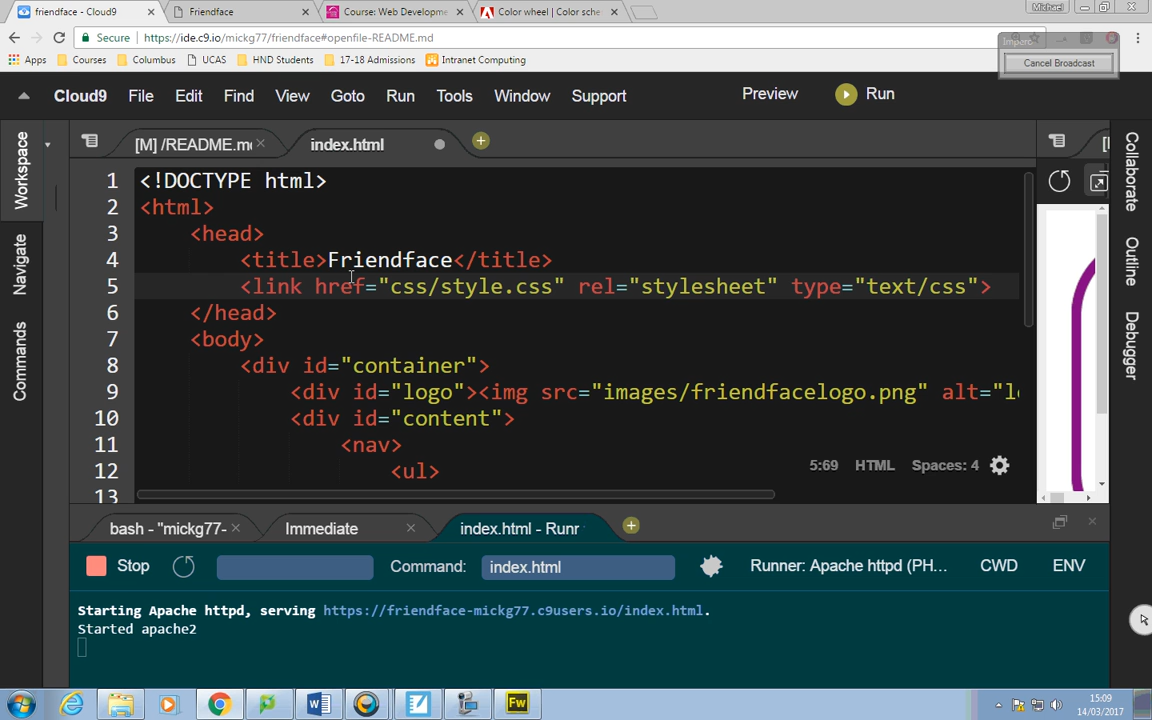 friendface - Cloud9
Friendface
Course: Web Developme
Color wheel | Color sche
Michael
Secure
https://ide.c9.io/mickg77/friendface#openfile-README.md
Impero
Apps
Courses
Columbus
UCAS
HND Students
17-18 Admissions
Intranet Computing
Cancel Broadcast
Cloud9
File
Edit
Find
View
Goto
Run
Tools
Window
Support
Preview
Run
[M] /README.m
index.html
Workspace
Navigate
Commands
Collaborate
Outline
Debugger
1 <!DOCTYPE html>
2 <html>
3 <head>
4 <title>Friendface</title>
5 <link href="css/style.css" rel="stylesheet" type="text/css">
6 </head>
7 <body>
8 <div id="container">
9 <div id="logo"><img src="images/friendfacelogo.png" alt="l
10 <div id="content">
11 <nav>
12 <ul>
13
5:69 HTML Spaces: 4
bash - "mickg77-
Immediate
index.html - Runr
Stop
Command:
index.html
Runner: Apache httpd (PH...
CWD
ENV
Starting Apache httpd, serving https://friendface-mickg77.c9users.io/index.html.
Started apache2
Fw
15:09
14/03/2017